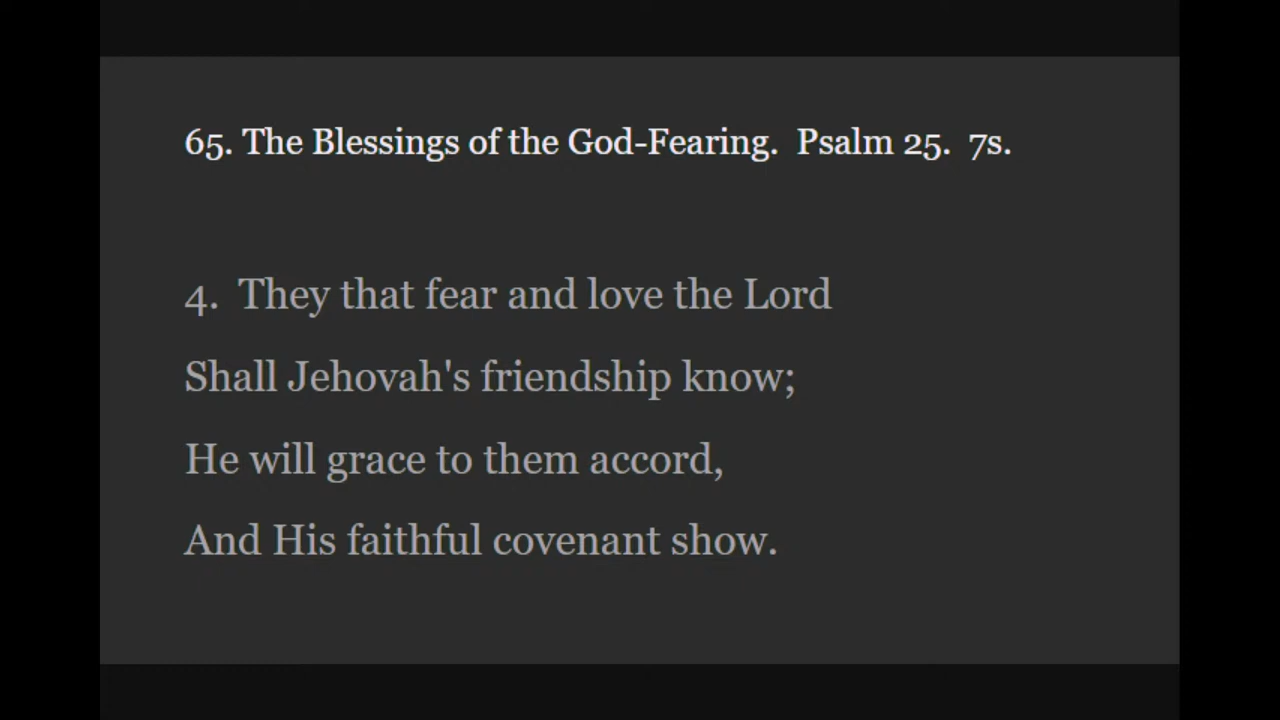 65. The Blessings of the God-Fearing.  Psalm 25.  7s.
4.  They that fear and love the Lord
Shall Jehovah's friendship know;
He will grace to them accord,
And His faithful covenant show.